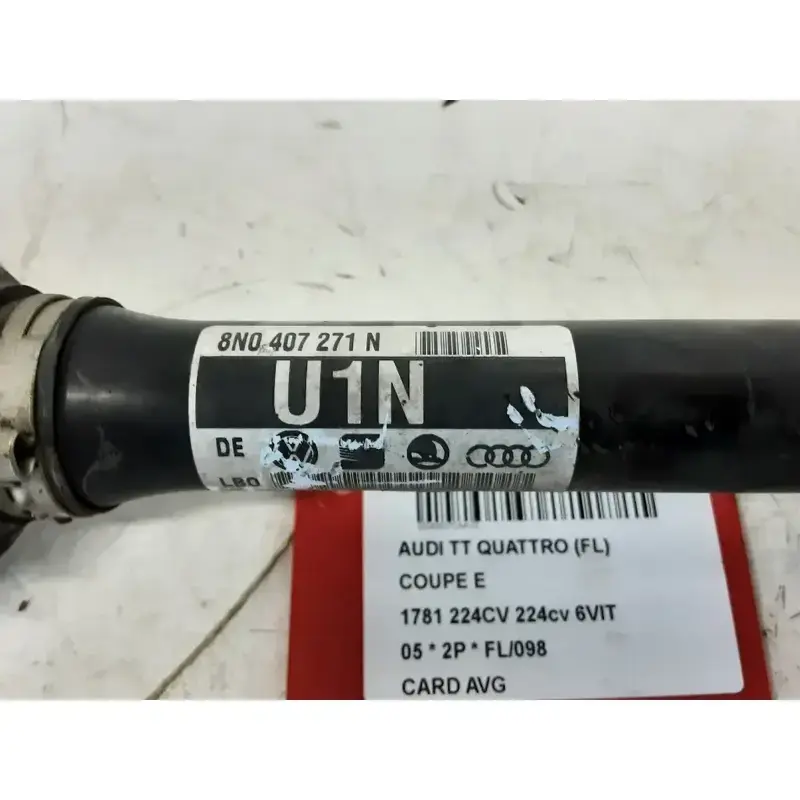 8N0 407 271 N
U1N
DE
LB0
AUDI TT QUATTRO (FL)
COUPE E
1781 224CV 224cv 6VIT
05 * 2P * FL/098
CARD AVG